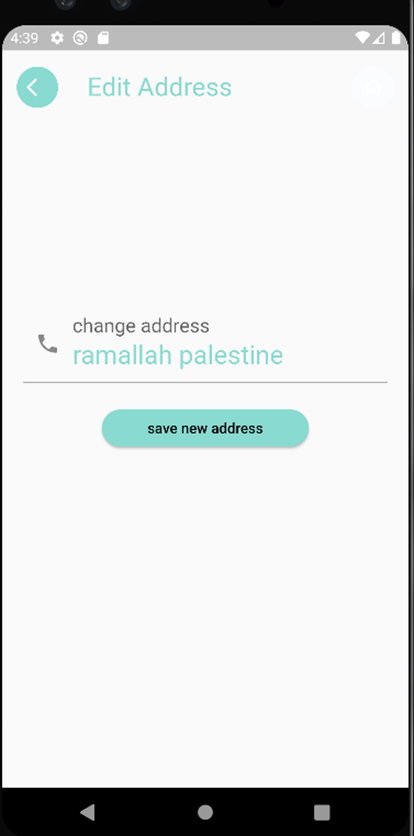 4:39
Edit Address
change address
ramallah palestine
save new address